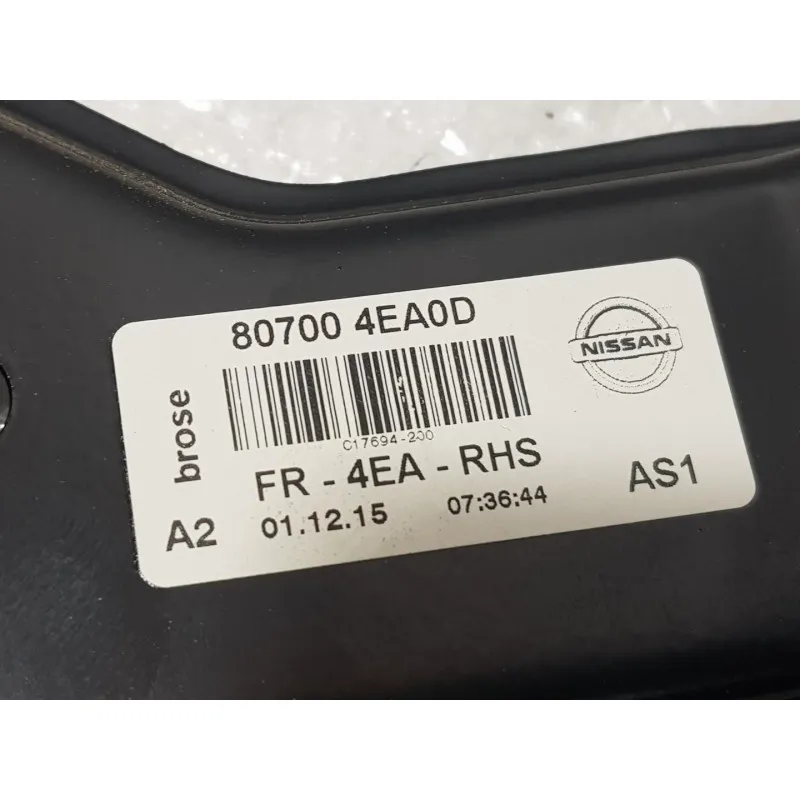 80700 4EA0D
NISSAN
brose
C17694-200
FR - 4EA - RHS
AS1
A2
01.12.15
07:36:44